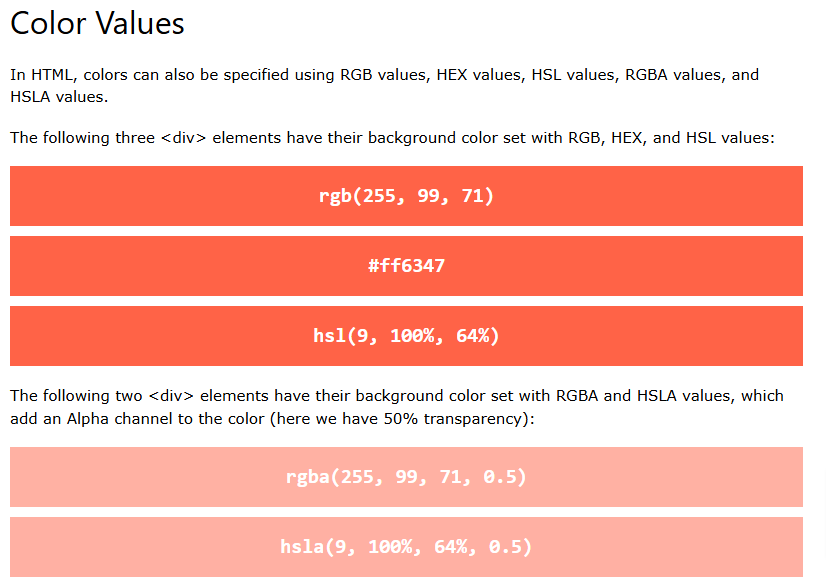 Color Values
In HTML, colors can also be specified using RGB values, HEX values, HSL values, RGBA values, and
HSLA values.
The following three <div> elements have their background color set with RGB, HEX, and HSL values:
rgb(255, 99, 71)
#ff6347
hsl(9, 100%, 64%)
The following two <div> elements have their background color set with RGBA and HSLA values, which
add an Alpha channel to the color (here we have 50% transparency):
rgba(255, 99, 71, 0.5)
hsla(9, 100%, 64%, 0.5)